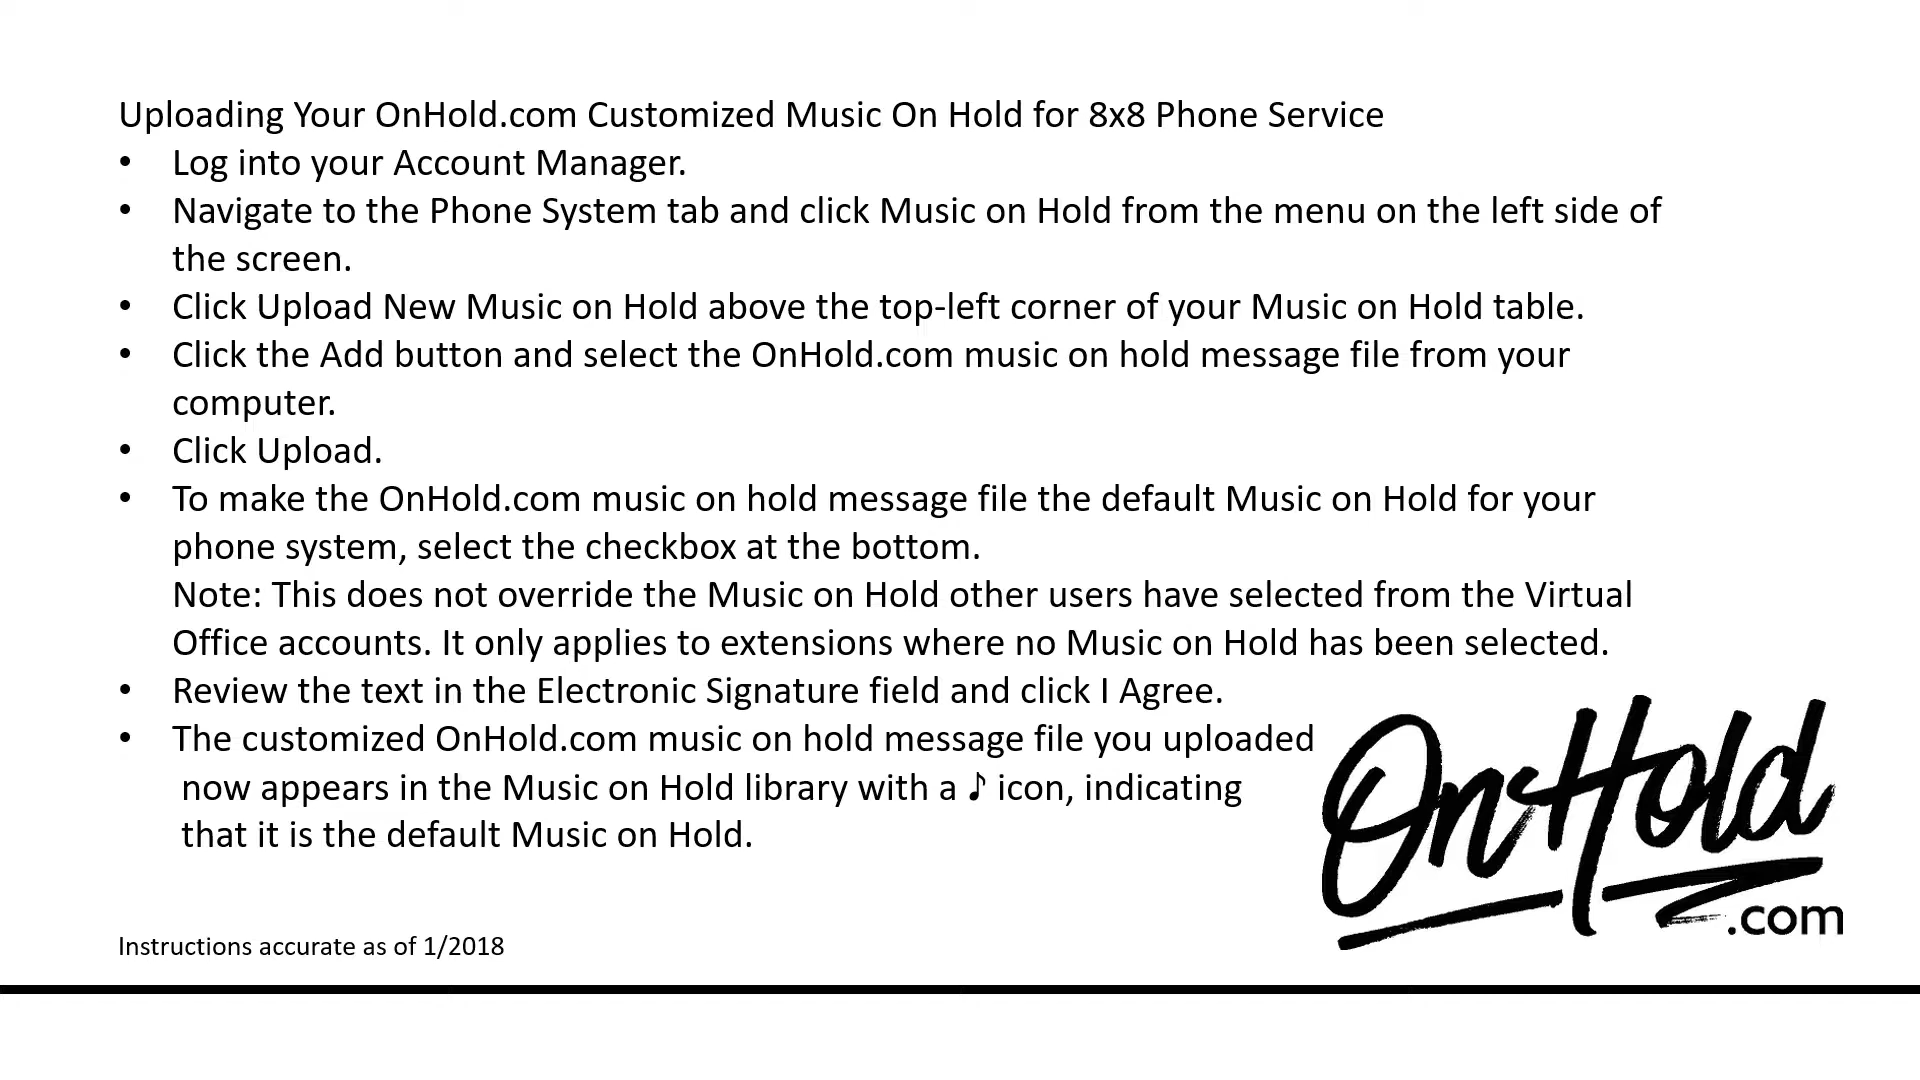 Uploading Your OnHold.com Customized Music On Hold for 8x8 Phone Service
• Log into your Account Manager.
• Navigate to the Phone System tab and click Music on Hold from the menu on the left side of
the screen.
• Click Upload New Music on Hold above the top-left corner of your Music on Hold table.
• Click the Add button and select the OnHold.com music on hold message file from your
computer.
• Click Upload.
• To make the OnHold.com music on hold message file the default Music on Hold for your
phone system, select the checkbox at the bottom.
Note: This does not override the Music on Hold other users have selected from the Virtual
Office accounts. It only applies to extensions where no Music on Hold has been selected.
• Review the text in the Electronic Signature field and click I Agree.
• The customized OnHold.com music on hold message file you uploaded
now appears in the Music on Hold library with a ♪ icon, indicating
that it is the default Music on Hold.
OnHold
.com
Instructions accurate as of 1/2018